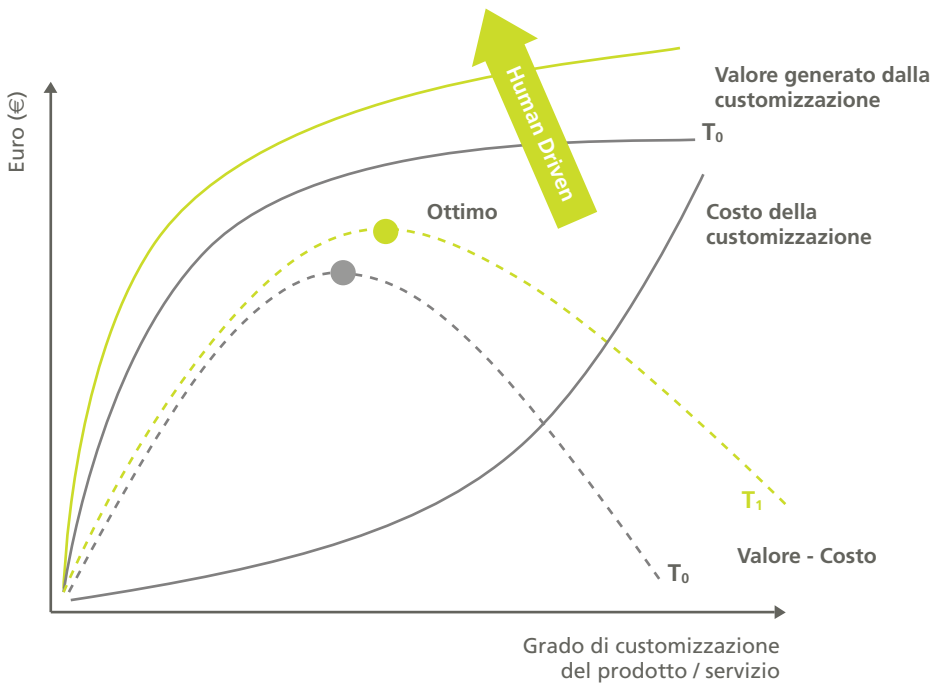 Euro (€)
Human Driven
Valore generato dalla
customizzazione
T₀
Ottimo
Costo della
customizzazione
T₁
Valore - Costo
T₀
Grado di customizzazione
del prodotto / servizio